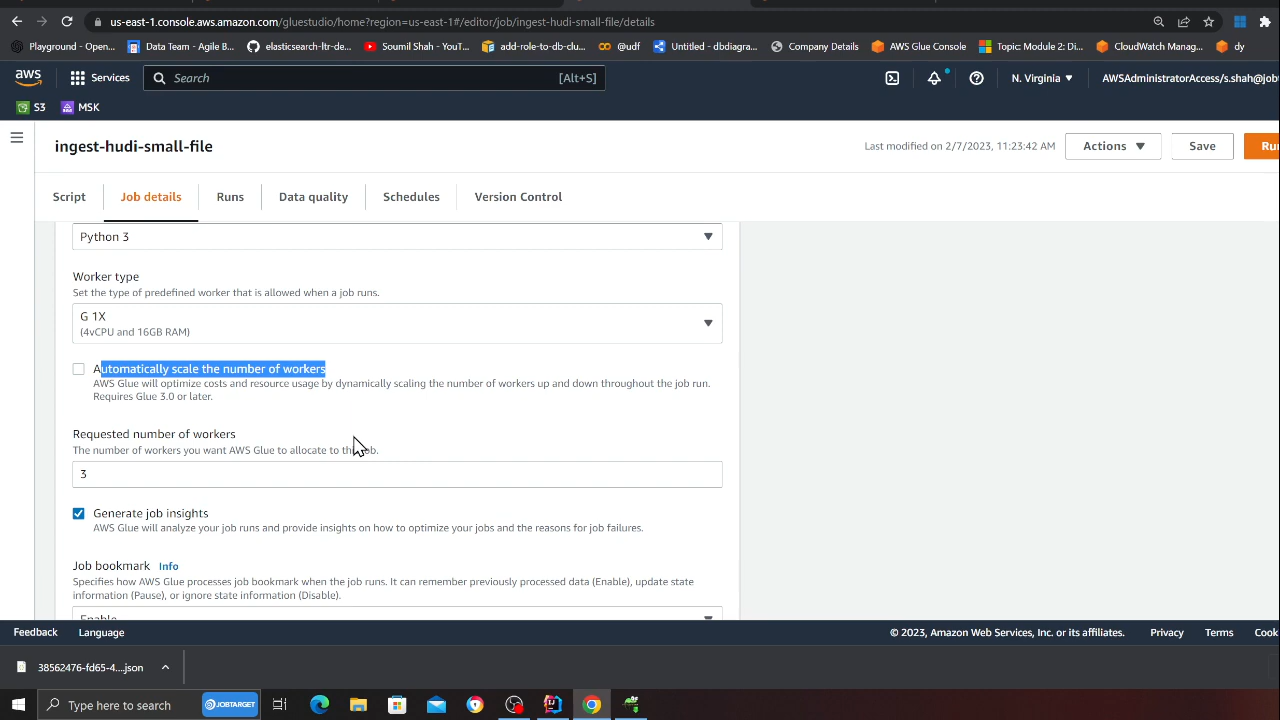 us-east-1.console.aws.amazon.com/gluestudio/home?region=us-east-1#/editor/job/ingest-hudi-small-file/details
Playground - Open... Data Team - Agile B... elasticsearch-ltr-de... Soumil Shah - YouT... add-role-to-db-clu... @udf Untitled - dbdiagra... Company Details AWS Glue Console Topic: Module 2: Di... CloudWatch Manag... dy
aws Services Search [Alt+S] N. Virginia ▼ AWSAdministratorAccess/s.shah@job
S3 MSK
ingest-hudi-small-file Last modified on 2/7/2023, 11:23:42 AM Actions ▼ Save Run
Script Job details Runs Data quality Schedules Version Control
Python 3
Worker type
Set the type of predefined worker that is allowed when a job runs.
G 1X
(4vCPU and 16GB RAM)
Automatically scale the number of workers
AWS Glue will optimize costs and resource usage by dynamically scaling the number of workers up and down throughout the job run.
Requires Glue 3.0 or later.
Requested number of workers
The number of workers you want AWS Glue to allocate to the job.
3
Generate job insights
AWS Glue will analyze your job runs and provide insights on how to optimize your jobs and the reasons for job failures.
Job bookmark Info
Specifies how AWS Glue processes job bookmark when the job runs. It can remember previously processed data (Enable), update state
information (Pause), or ignore state information (Disable).
Enable
Feedback Language © 2023, Amazon Web Services, Inc. or its affiliates. Privacy Terms Cook
38562476-fd65-4....json
Type here to search JOBTARGET